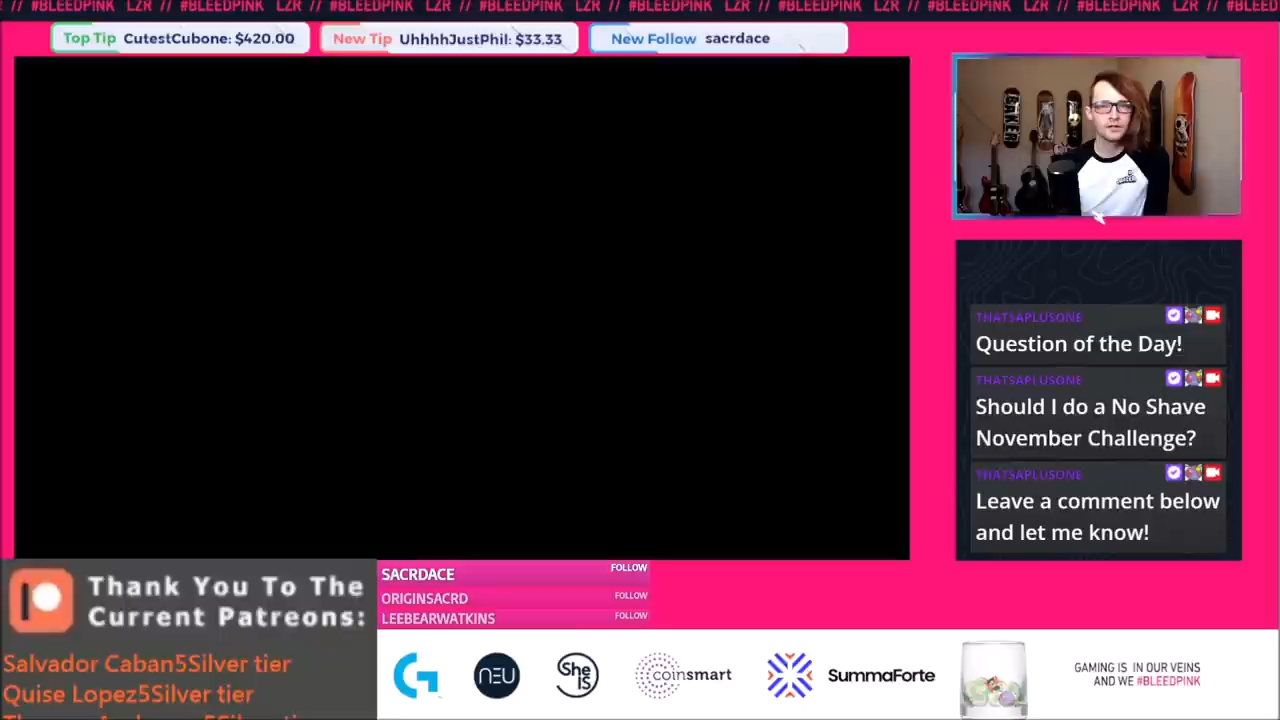 // #BLEEDPINK LZR // #BLEEDPINK LZR // #BLEEDPINK LZR // #BLEEDPINK LZR // #BLEEDPINK LZR // #BLEEDPINK LZR // #BLEEDPINK LZR // #BLEEDPINK LZR // #BLEED
Top Tip CutestCubone: $420.00
New Tip UhhhhJustPhil: $33.33
New Follow sacrdace
BAKER
THATSAPLUSONE
Question of the Day!
THATSAPLUSONE
Should I do a No Shave
November Challenge?
THATSAPLUSONE
Leave a comment below
and let me know!
Thank You To The
Current Patreons:
Salvador Caban5Silver tier
Quise Lopez5Silver tier
SACRDACE FOLLOW
ORIGINSACRD FOLLOW
LEEBEARWATKINS FOLLOW
G
nEU
She
IS
coinsmart
SummaForte
GAMING IS IN OUR VEINS
AND WE #BLEEDPINK